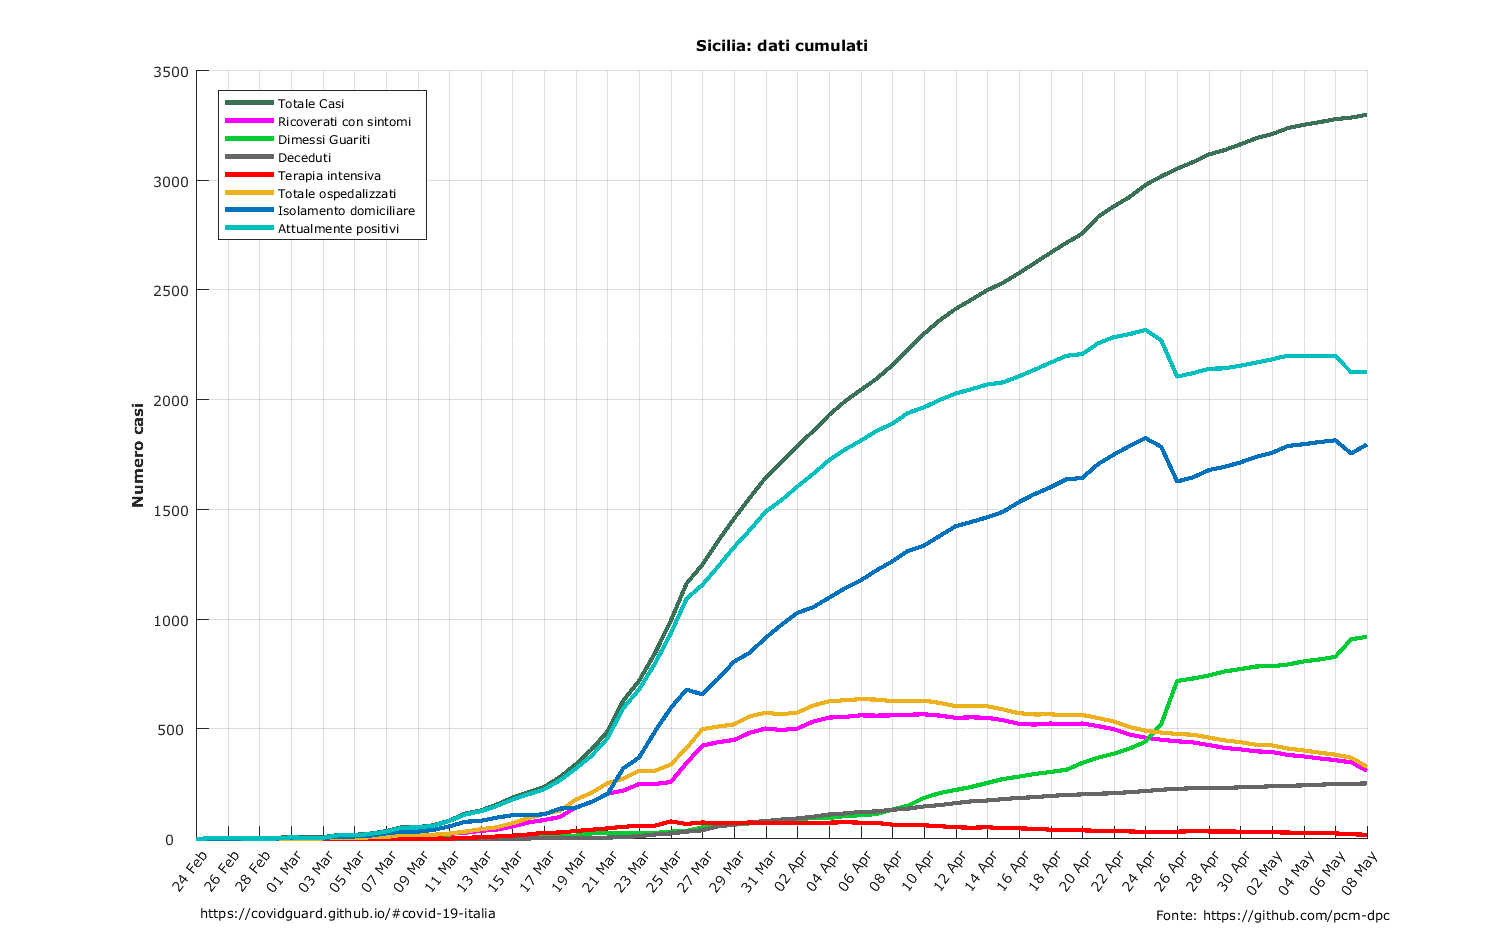 Sicilia: dati cumulati
3500
3000
2500
2000
1500
1000
500
0
Numero casi
Totale Casi
Ricoverati con sintomi
Dimessi Guariti
Deceduti
Terapia intensiva
Totale ospedalizzati
Isolamento domiciliare
Attualmente positivi
24 Feb
26 Feb
28 Feb
01 Mar
03 Mar
05 Mar
07 Mar
09 Mar
11 Mar
13 Mar
15 Mar
17 Mar
19 Mar
21 Mar
23 Mar
25 Mar
27 Mar
29 Mar
31 Mar
02 Apr
04 Apr
06 Apr
08 Apr
10 Apr
12 Apr
14 Apr
16 Apr
18 Apr
20 Apr
22 Apr
24 Apr
26 Apr
28 Apr
30 Apr
02 May
04 May
06 May
08 May
https://covidguard.github.io/#covid-19-italia
Fonte: https://github.com/pcm-dpc